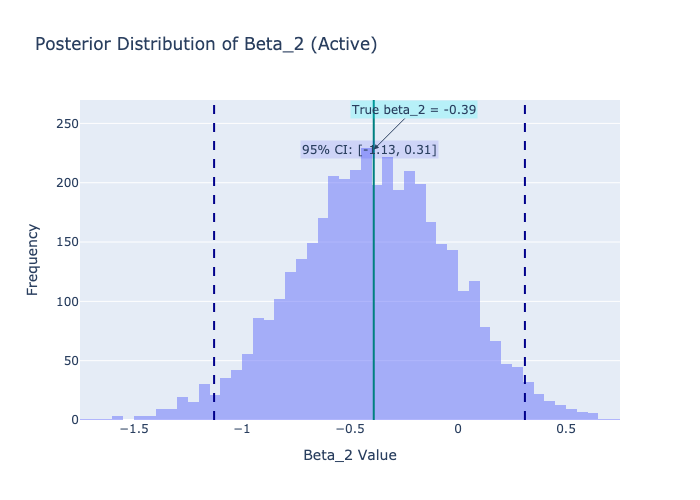 Posterior Distribution of Beta_2 (Active)
True beta_2 = -0.39
95% CI: [-1.13, 0.31]
250
200
150
100
50
0
Frequency
−1.5
−1
−0.5
0
0.5
Beta_2 Value